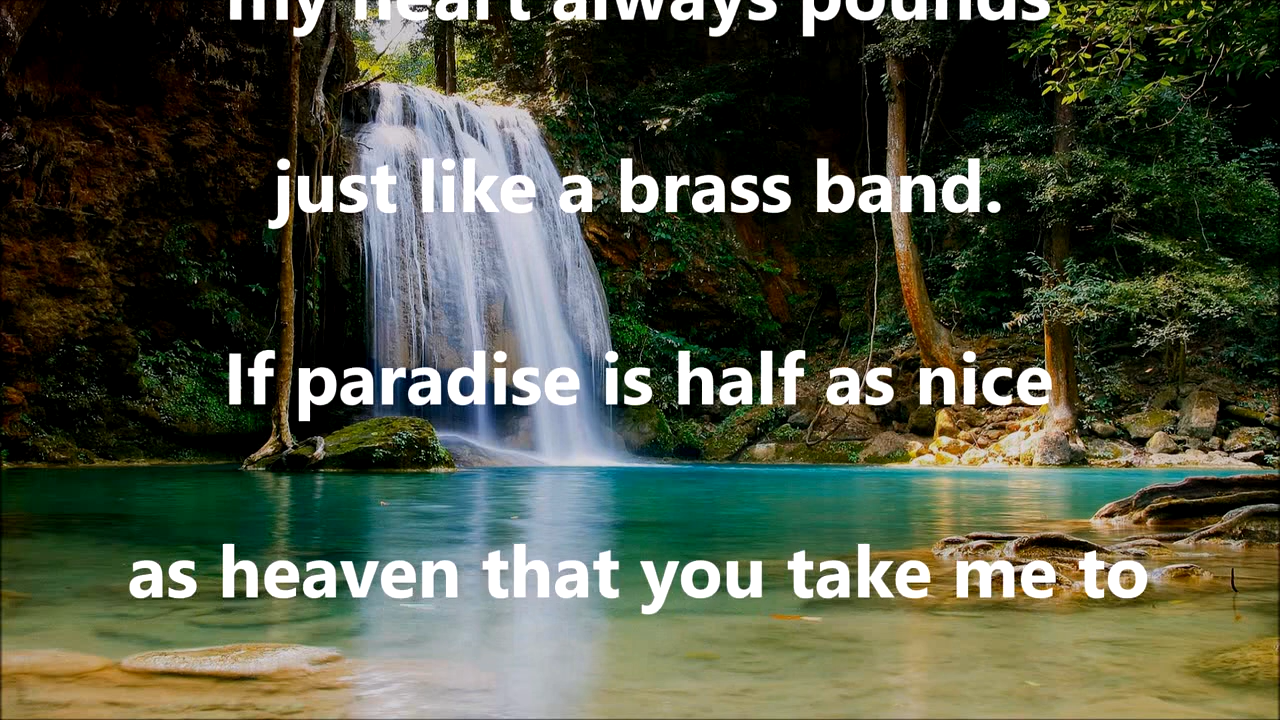 my heart always pounds
just like a brass band.
If paradise is half as nice
as heaven that you take me to